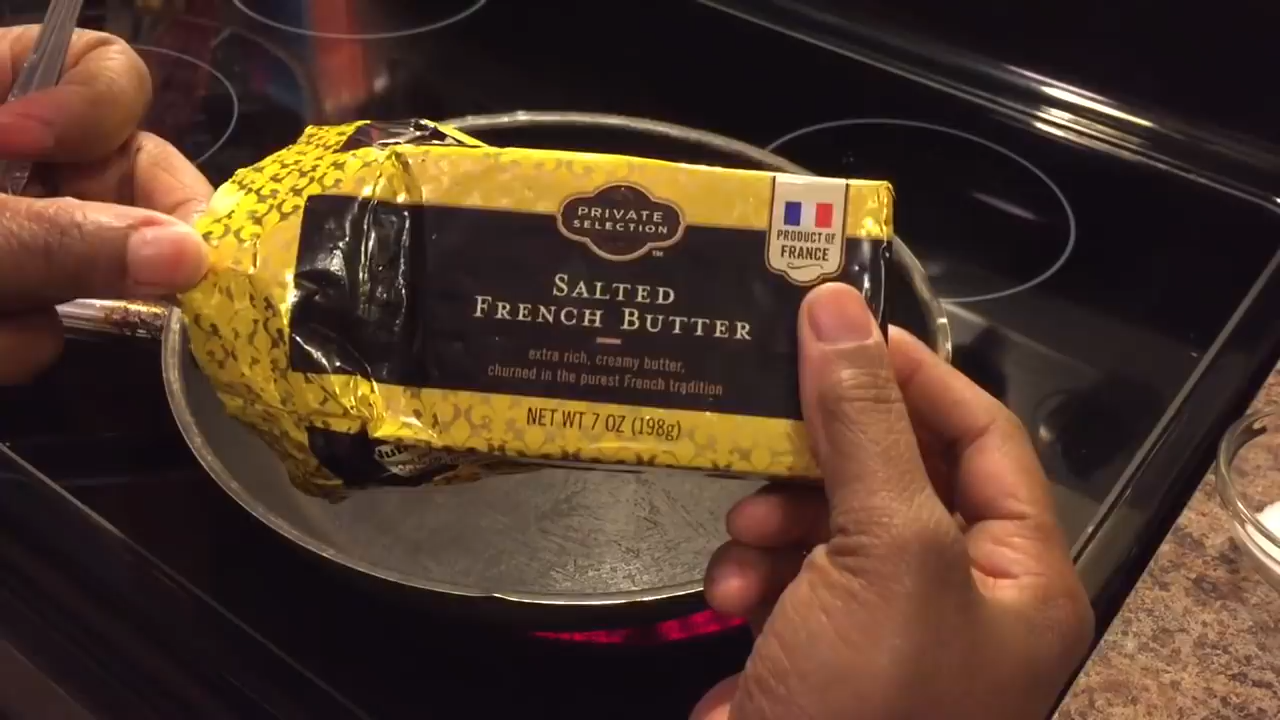 PRIVATE
SELECTION
™
PRODUCT OF
FRANCE
SALTED
FRENCH BUTTER
extra rich, creamy butter,
churned in the purest French tradition
NET WT 7 OZ (198g)